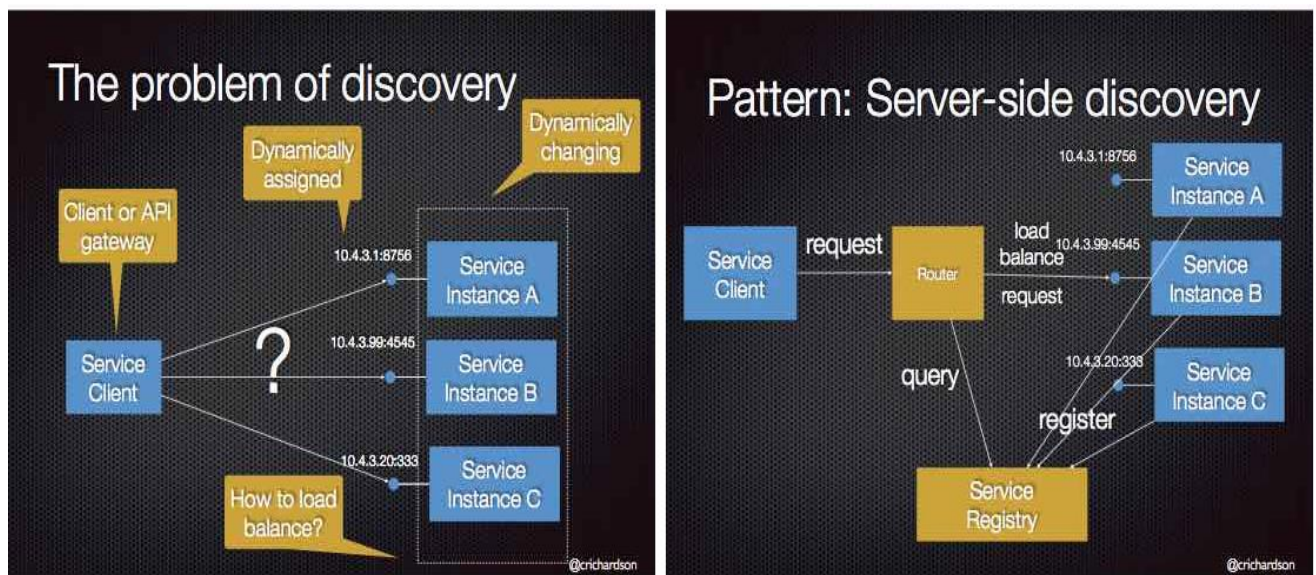 The problem of discovery
Dynamically
changing
Dynamically
assigned
Client or API
gateway
10.4.3.1:8756
Service
Instance A
?
10.4.3.99:4545
Service
Client
Service
Instance B
10.4.3.20:333
Service
Instance C
How to load
balance?
@crichardson
Pattern: Server-side discovery
10.4.3.1:8756
Service
Instance A
Service
Client
request
Router
load
balance
10.4.3.99:4545
request
Service
Instance B
query
10.4.3.20:333
register
Service
Instance C
Service
Registry
@crichardson